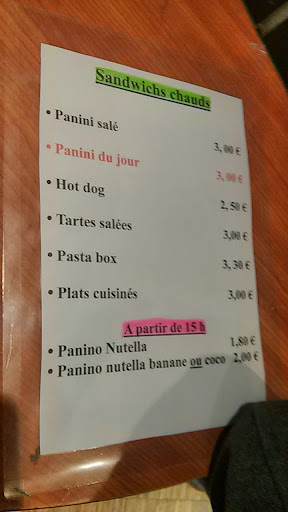 Sandwichs chauds
• Panini salé 3,00 €
• Panini du jour 3,00 €
• Hot dog 2,50 €
• Tartes salées 3,00 €
• Pasta box 3,30 €
• Plats cuisinés 3,00 €
A partir de 15 h
• Panino Nutella 1,80 €
• Panino nutella banane ou coco 2,00 €